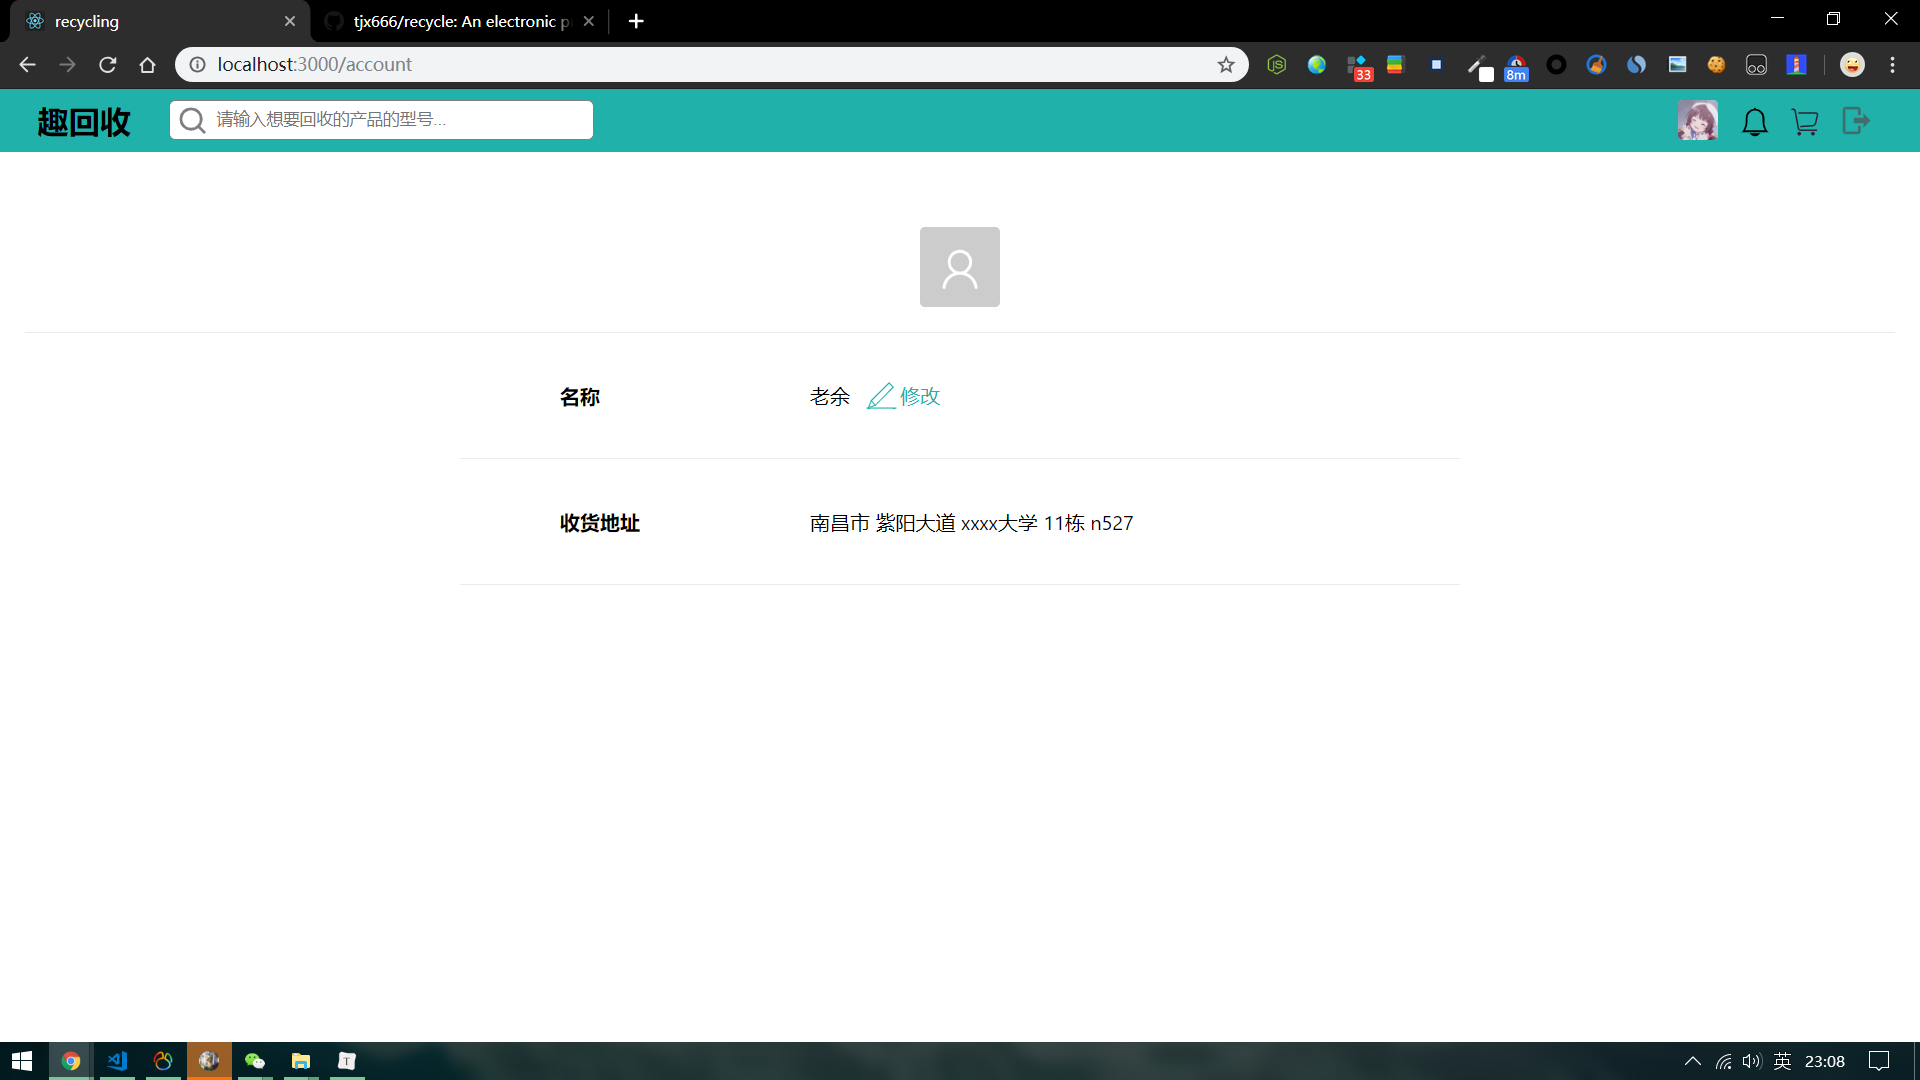 recycling
tjx666/recycle: An electronic p
localhost:3000/account
33
8m
趣回收
请输入想要回收的产品的型号...
名称
老余 修改
收货地址
南昌市 紫阳大道 xxxx大学 11栋 n527
英 23:08